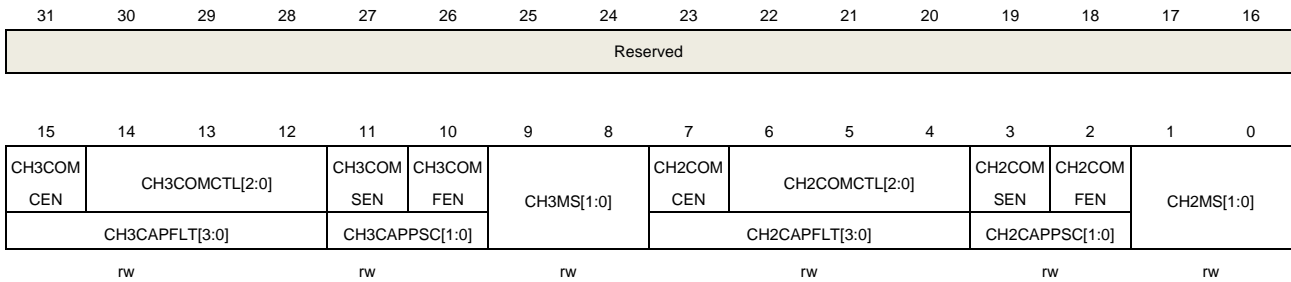 31 30 29 28 27 26 25 24 23 22 21 20 19 18 17 16
Reserved
15 14 13 12 11 10 9 8 7 6 5 4 3 2 1 0
CH3COM CEN CH3COMCTL[2:0] CH3COM SEN CH3COM FEN CH3MS[1:0] CH2COM CEN CH2COMCTL[2:0] CH2COM SEN CH2COM FEN CH2MS[1:0]
CH3CAPFLT[3:0] CH3CAPPSC[1:0] CH2CAPFLT[3:0] CH2CAPPSC[1:0]
rw rw rw rw rw rw